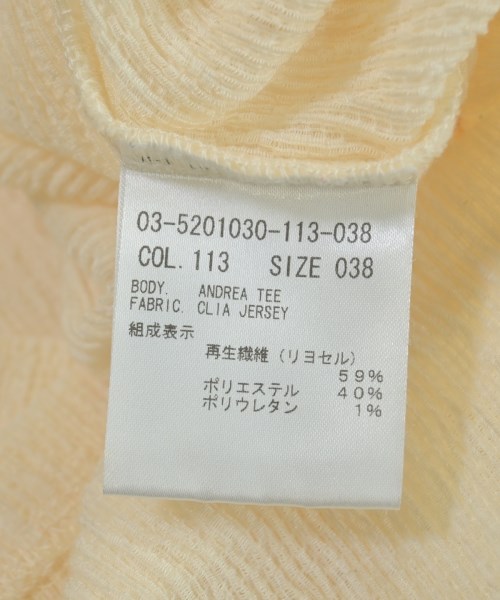 03-5201030-113-038
COL. 113 SIZE 038
BODY. ANDREA TEE
FABRIC. CLIA JERSEY
組成表示
再生繊維（リヨセル）
59%
ポリエステル 40%
ポリウレタン 1%